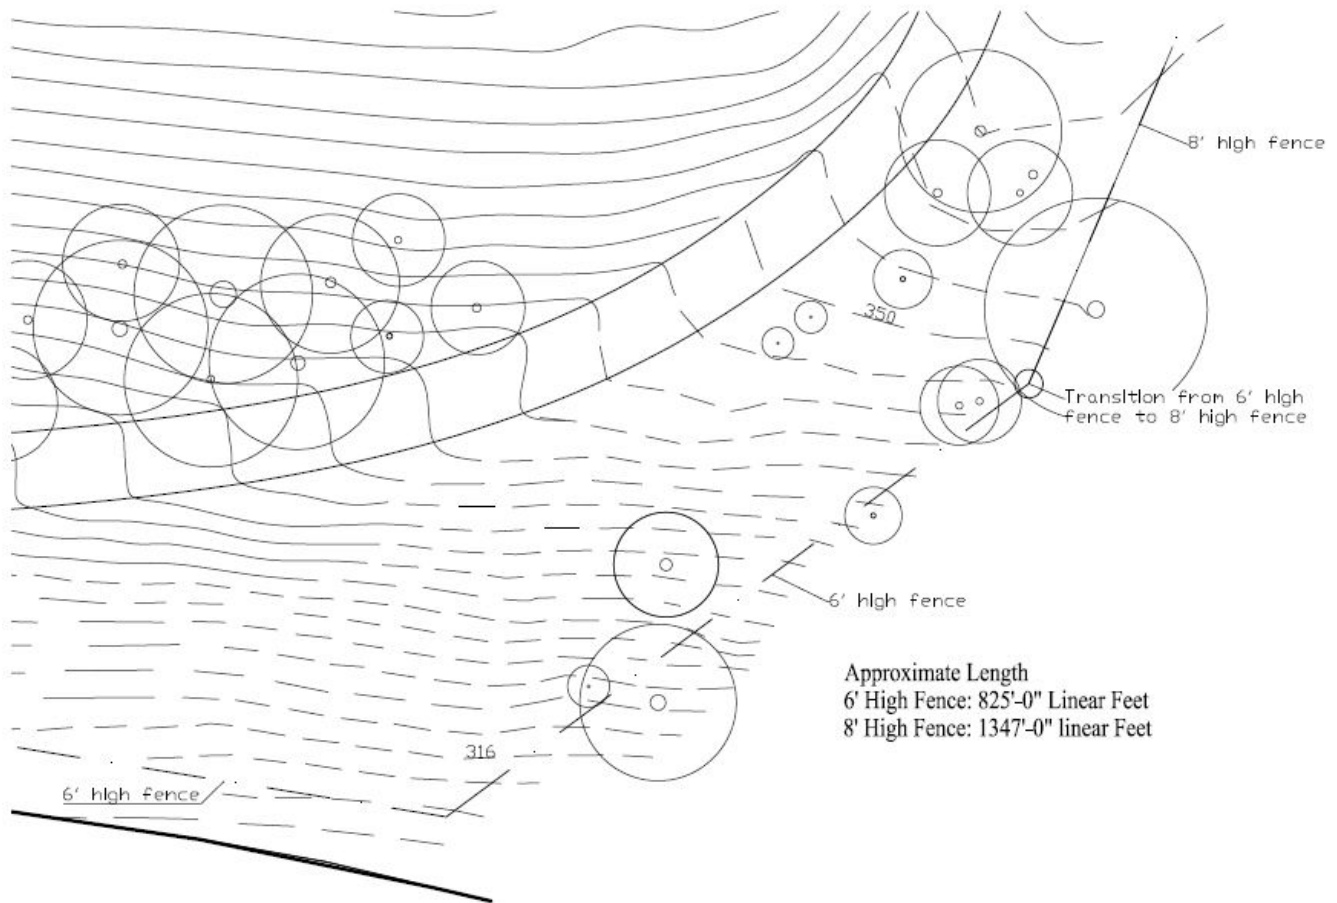 8' high fence
350
Transition from 6' high
fence to 8' high fence
6' high fence
Approximate Length
6' High Fence: 825'-0" Linear Feet
8' High Fence: 1347'-0" linear Feet
316
6' high fence